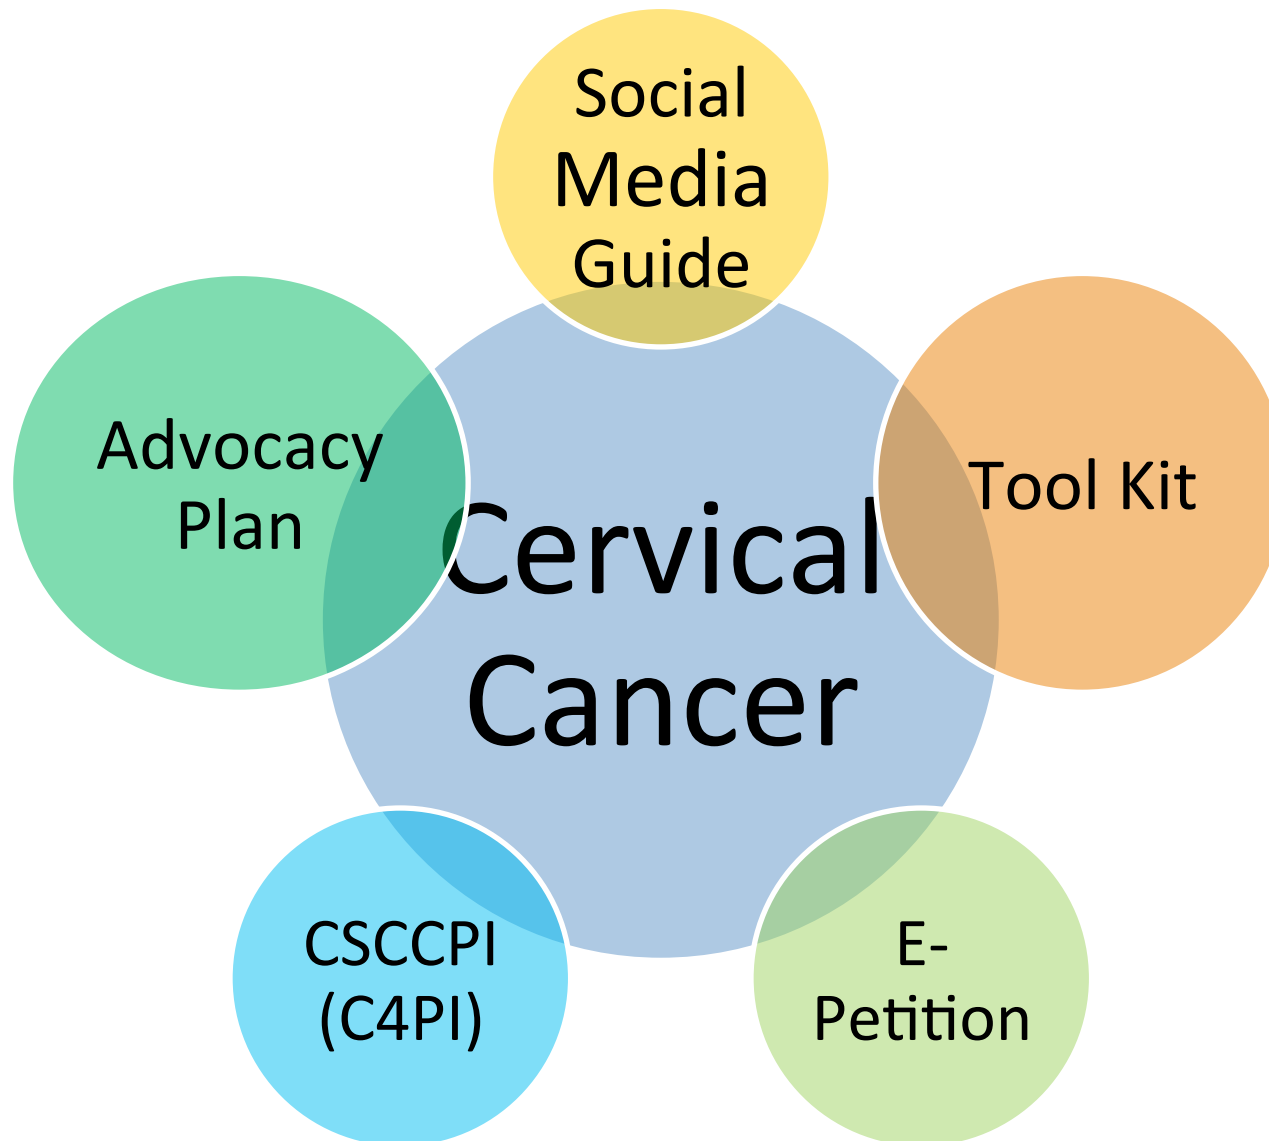 Social
Media
Guide
Advocacy
Plan
Tool Kit
Cervical
Cancer
CSCCPI
(C4PI)
E-
Petition